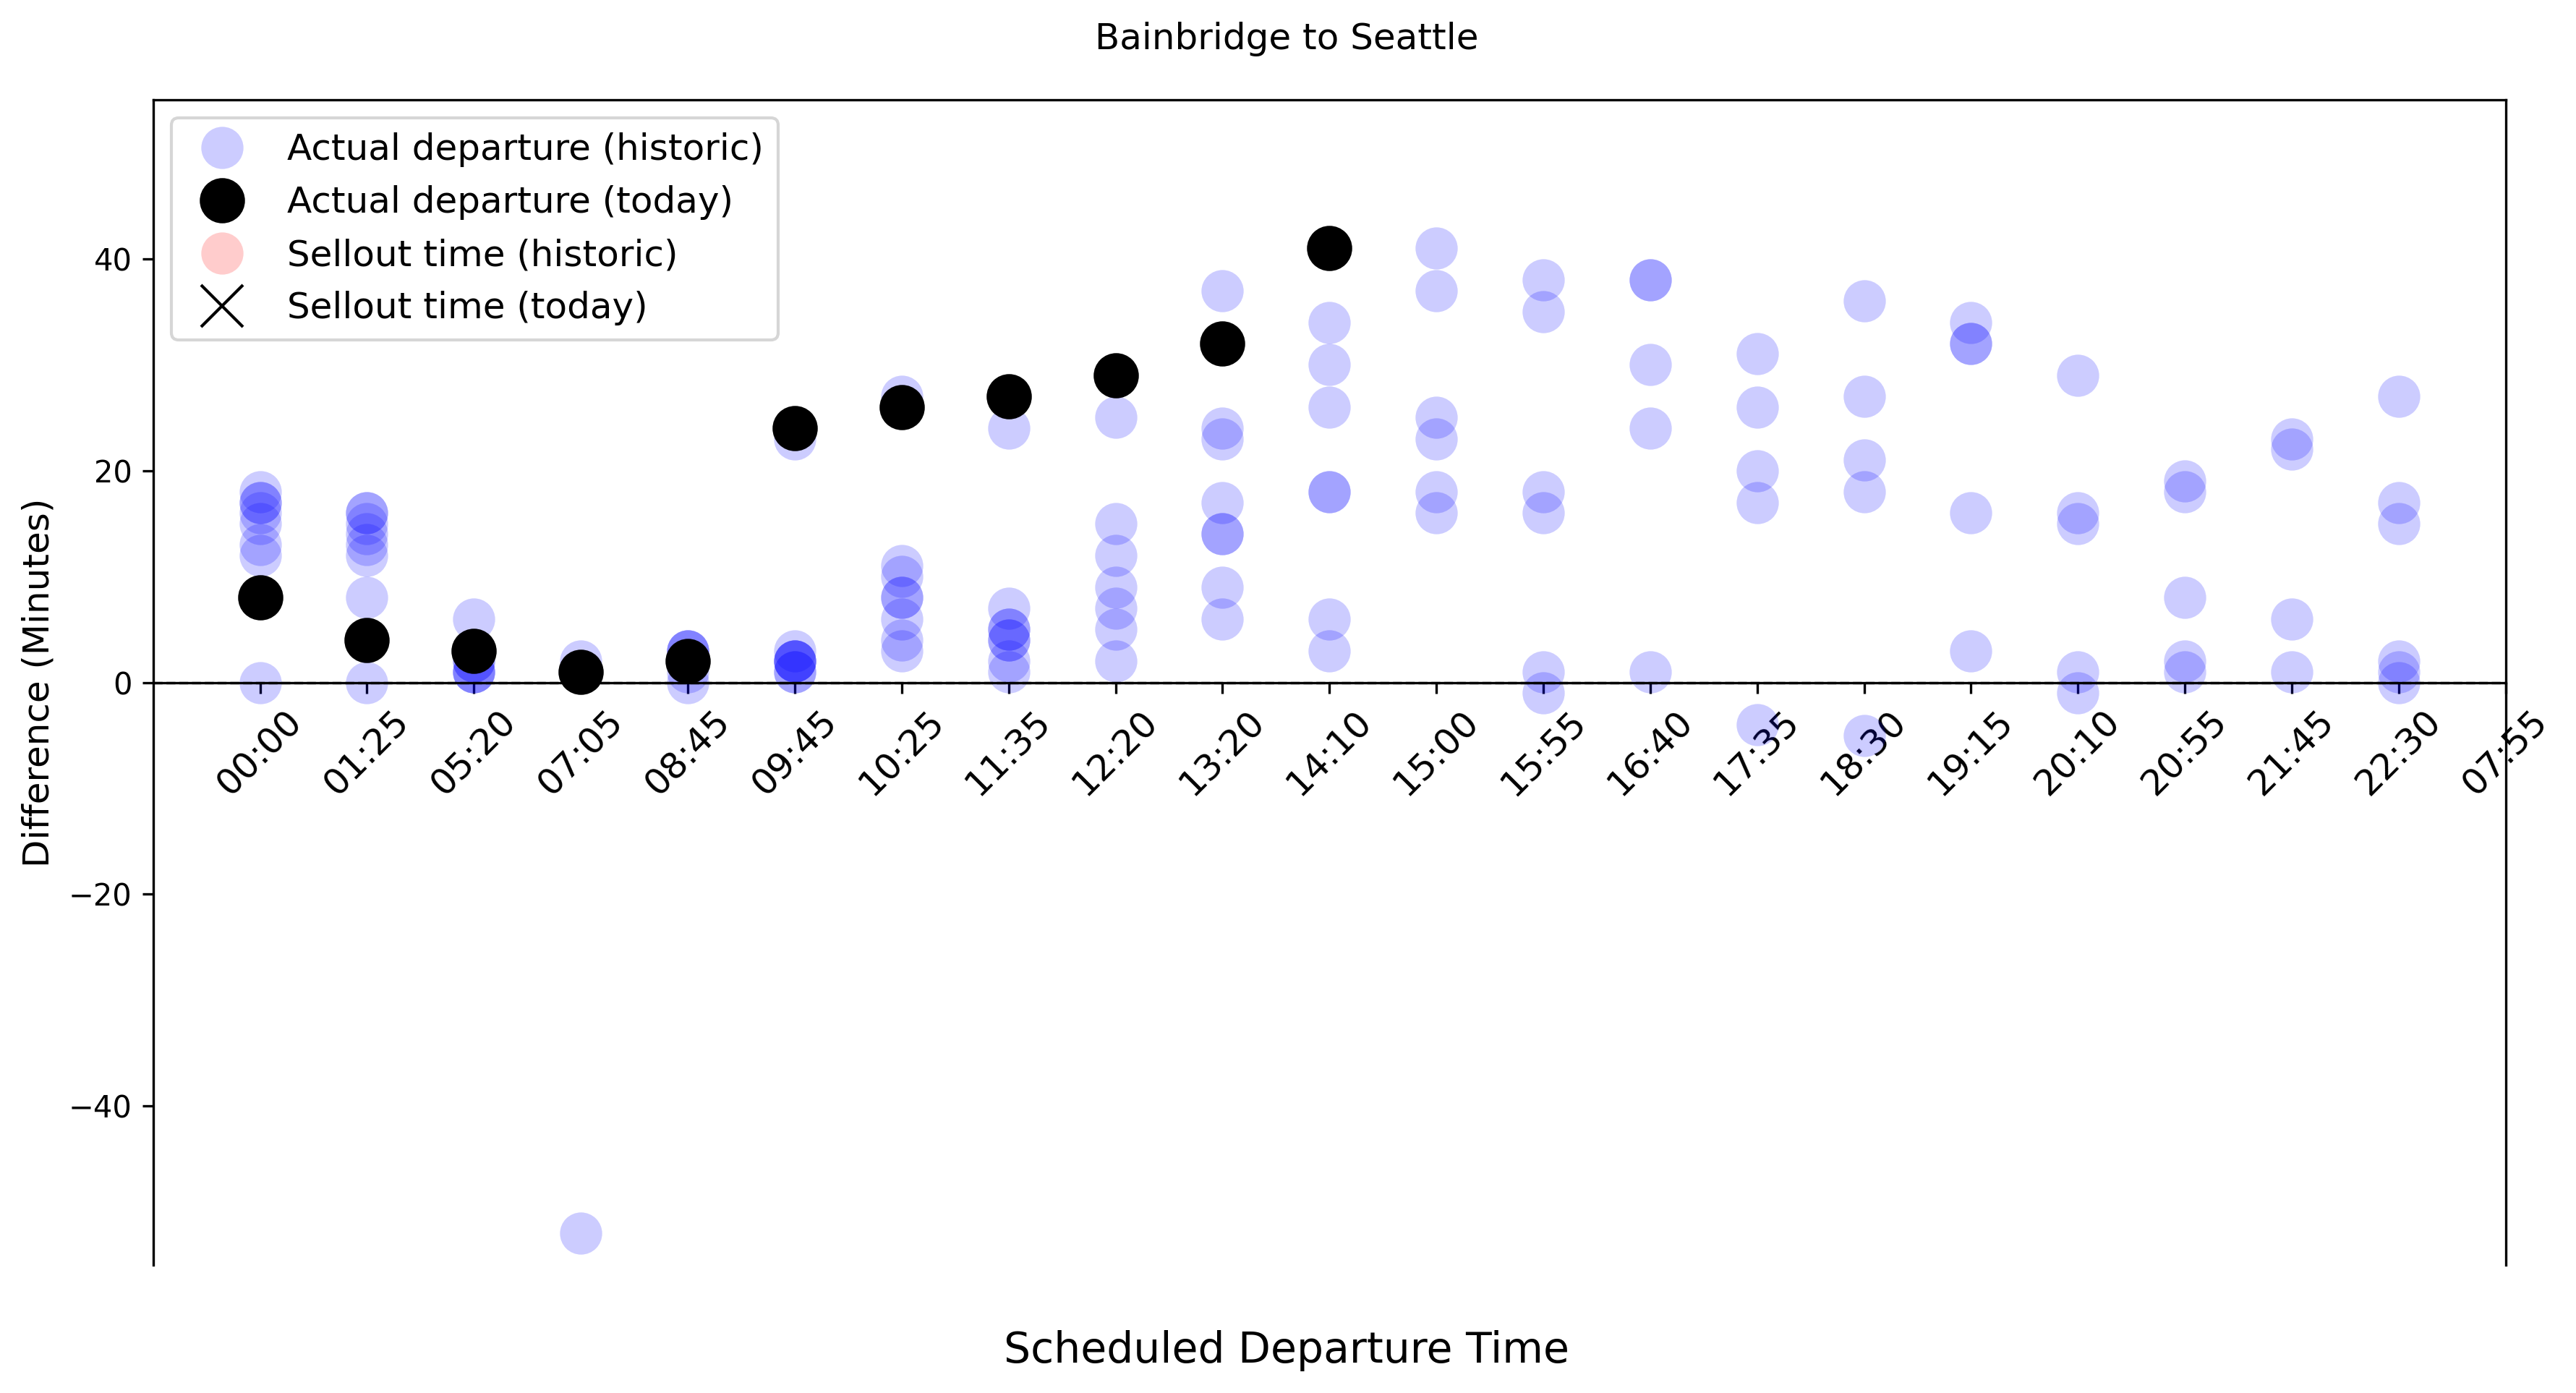 Bainbridge to Seattle
Actual departure (historic)
Actual departure (today)
Sellout time (historic)
Sellout time (today)
Difference (Minutes)
40
20
0
−20
−40
00:00 01:25 05:20 07:05 08:45 09:45 10:25 11:35 12:20 13:20 14:10 15:00 15:55 16:40 17:35 18:30 19:15 20:10 20:55 21:45 22:30 07:55
Scheduled Departure Time